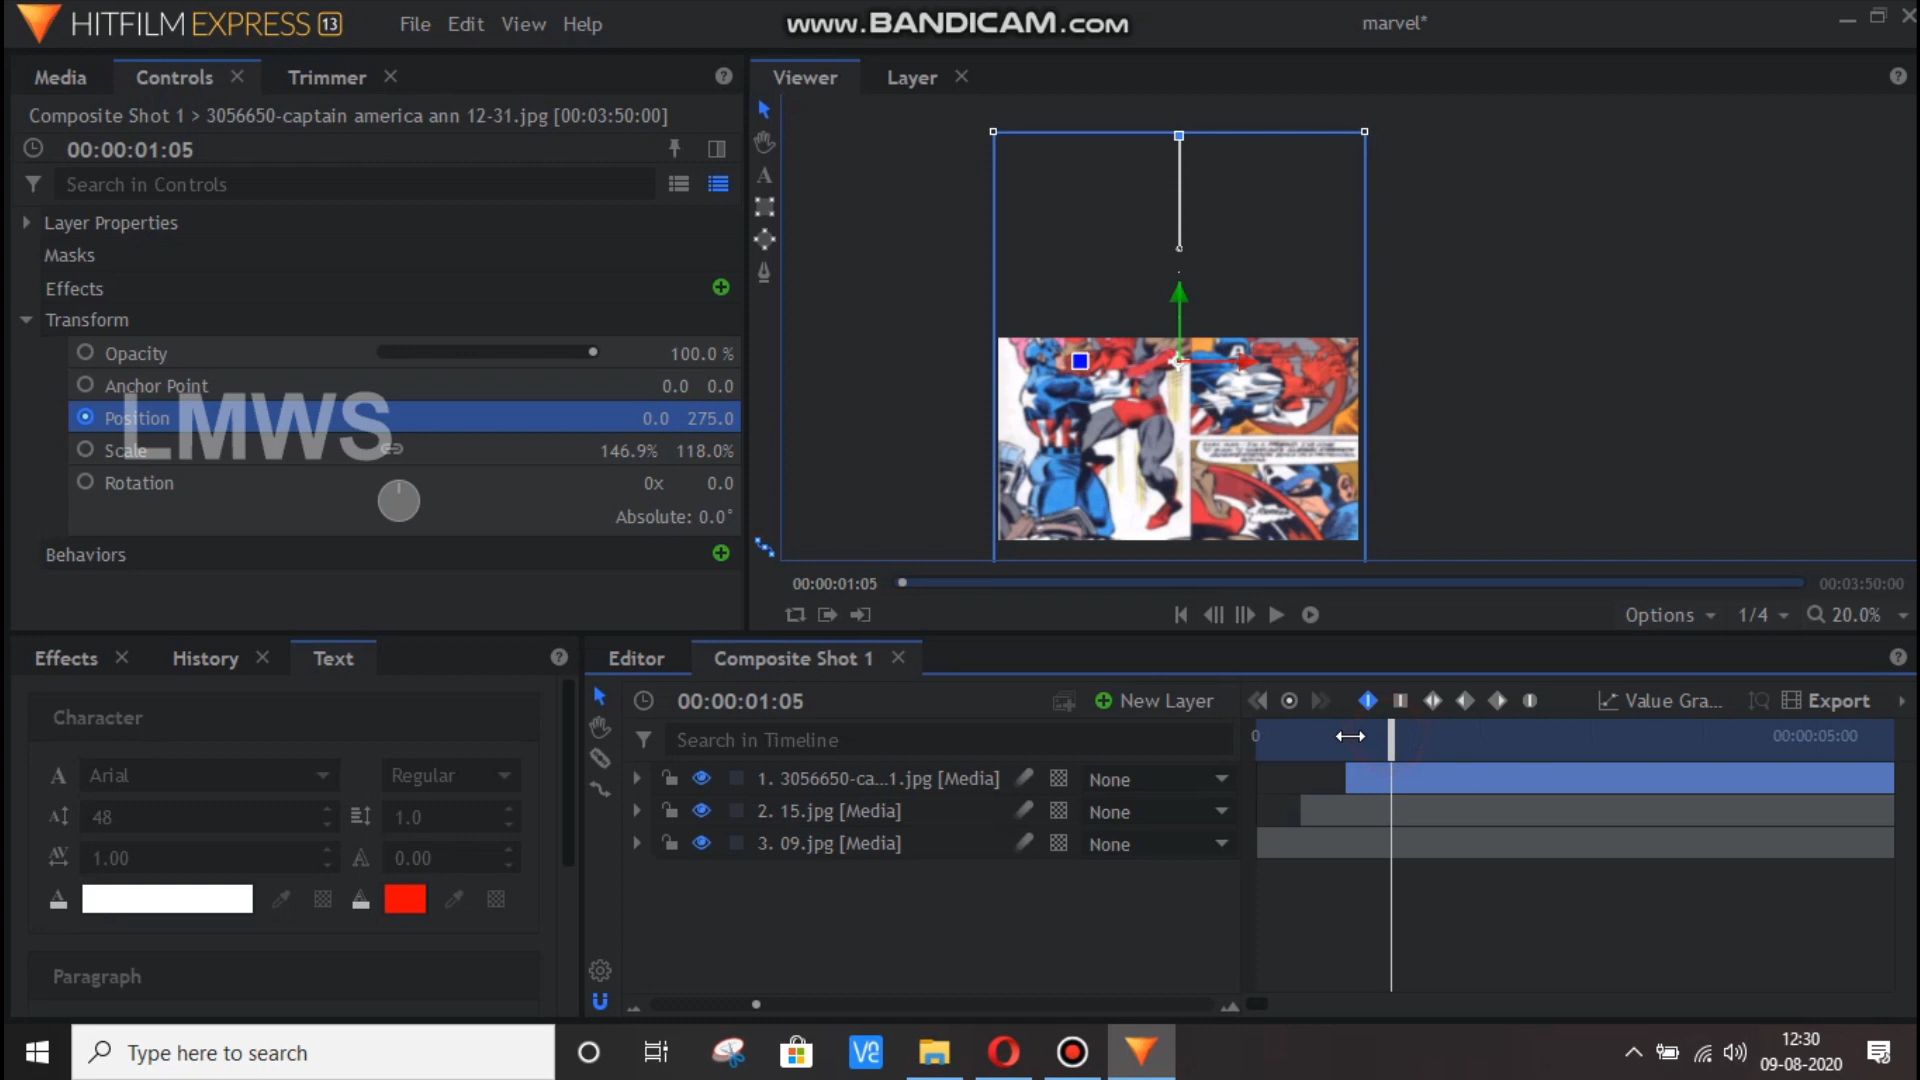 HITFILM EXPRESS 13
File Edit View Help
www.BANDICAM.com
marvel*
Media Controls Trimmer
Viewer Layer
Composite Shot 1 > 3056650-captain america ann 12-31.jpg [00:03:50:00]
00:00:01:05
Search in Controls
Layer Properties
Masks
Effects
Transform
Opacity 100.0 %
Anchor Point 0.0 0.0
Position 0.0 275.0
LMWS
Scale 146.9% 118.0%
Rotation 0x 0.0
Absolute: 0.0°
Behaviors
00:00:01:05 00:03:50:00
Options 1/4 20.0%
Effects History Text
Editor Composite Shot 1
00:00:01:05 New Layer Value Gra... Export
Character
Search in Timeline
0 00:00:05:00
Arial Regular
1. 3056650-ca...1.jpg [Media] None
48 1.0
2. 15.jpg [Media] None
1.00 0.00
3. 09.jpg [Media] None
Paragraph
Type here to search
12:30
09-08-2020